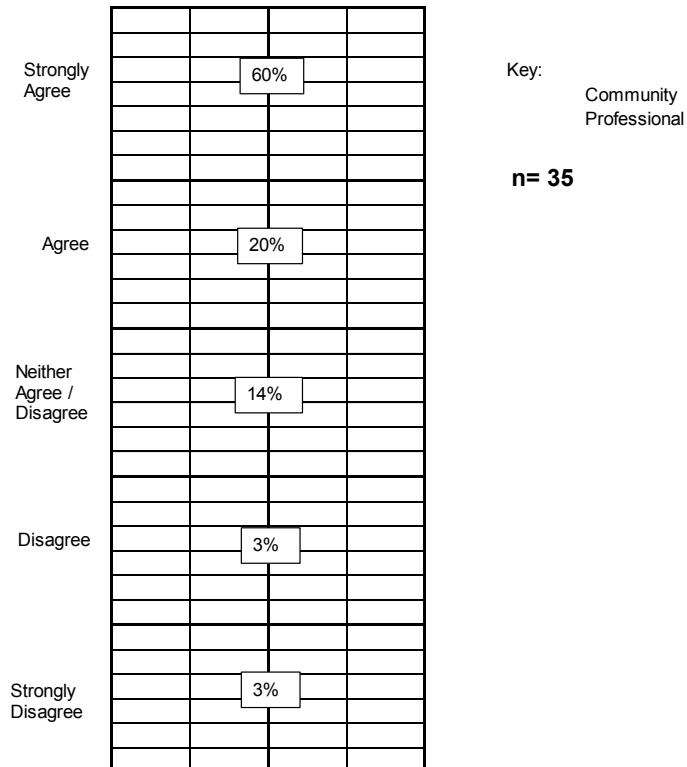 Strongly
Agree
60%
Key:
Community
Professional
n= 35
Agree
20%
Neither
Agree /
Disagree
14%
Disagree
3%
Strongly
Disagree
3%